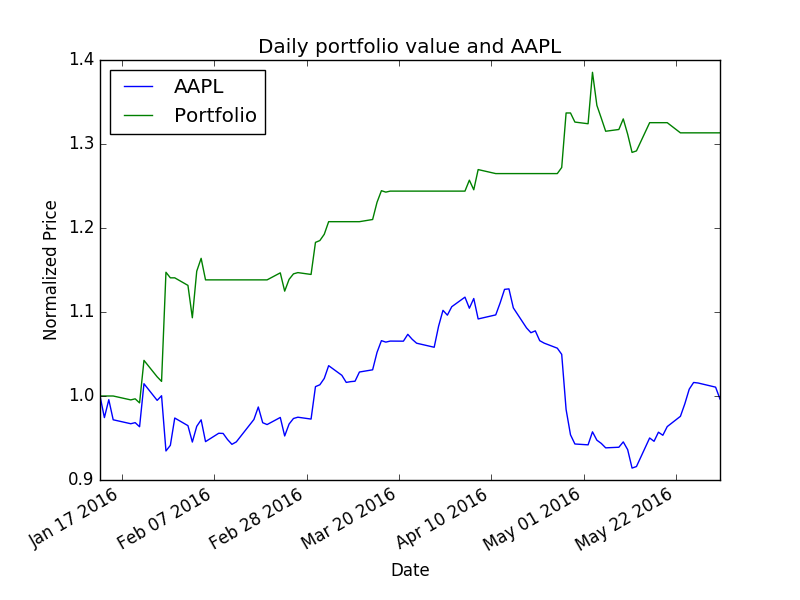 Daily portfolio value and AAPL
AAPL
Portfolio
1.4
1.3
1.2
1.1
1.0
0.9
Normalized Price
Jan 17 2016
Feb 07 2016
Feb 28 2016
Mar 20 2016
Apr 10 2016
May 01 2016
May 22 2016
Date